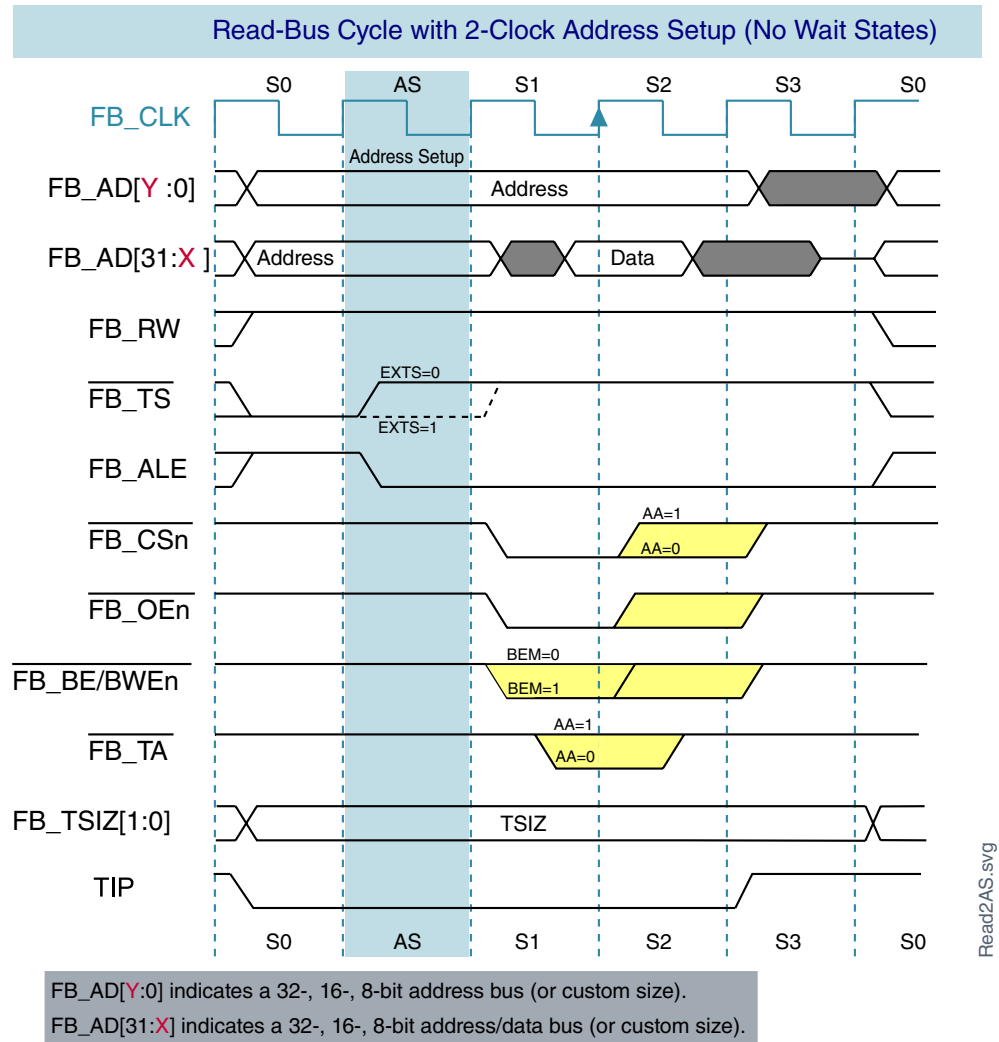 Read-Bus Cycle with 2-Clock Address Setup (No Wait States)
S0 AS S1 S2 S3 S0
FB_CLK
Address Setup
FB_AD[Y :0] Address
FB_AD[31:X ] Address Data
FB_RW
EXTS=0
FB_TS
EXTS=1
FB_ALE
AA=1
FB_CSn
AA=0
FB_OEn
BEM=0
FB_BE/BWEn
BEM=1
AA=1
FB_TA
AA=0
FB_TSIZ[1:0] TSIZ
TIP
S0 AS S1 S2 S3 S0
Read2AS.svg
FB_AD[Y:0] indicates a 32-, 16-, 8-bit address bus (or custom size).
FB_AD[31:X] indicates a 32-, 16-, 8-bit address/data bus (or custom size).